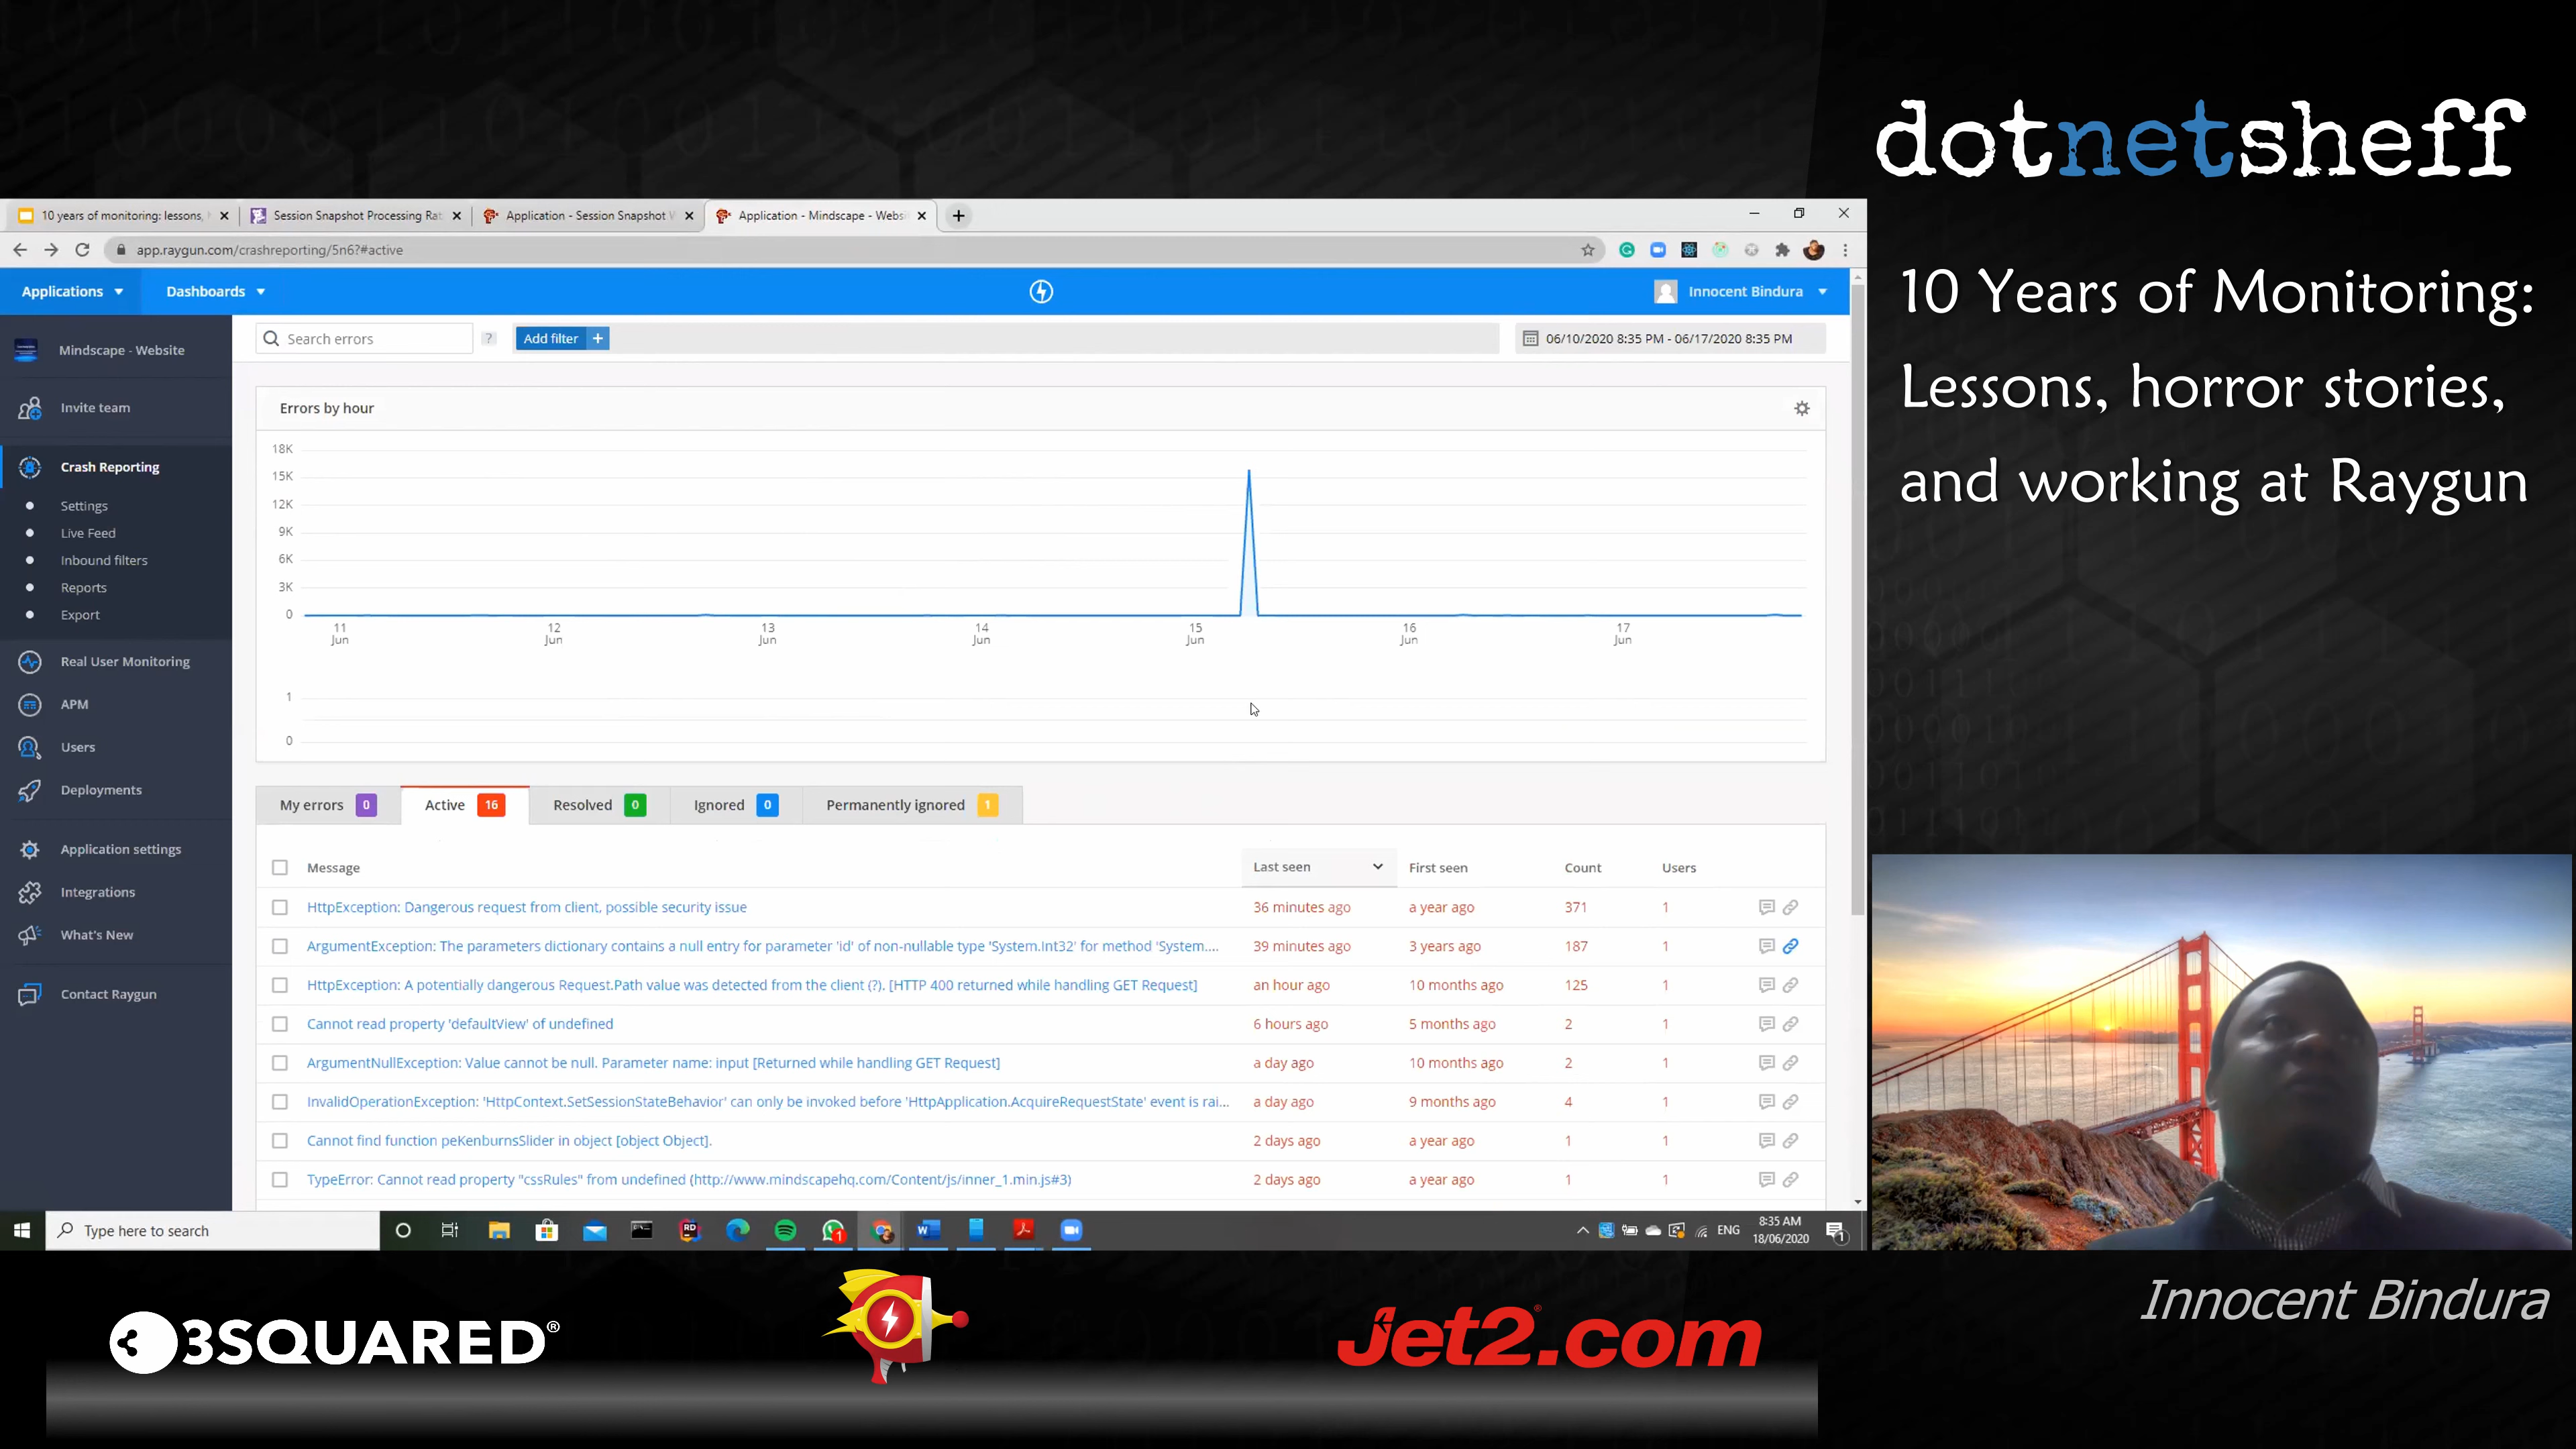 dotnetsheff
10 Years of Monitoring:
Lessons, horror stories,
and working at Raygun
10 years of monitoring: lessons,
Session Snapshot Processing Rat
Application - Session Snapshot
Application - Mindscape - Webs
app.raygun.com/crashreporting/5n6?#active
Applications
Dashboards
Innocent Bindura
Mindscape - Website
Invite team
Crash Reporting
Settings
Live Feed
Inbound filters
Reports
Export
Real User Monitoring
APM
Users
Deployments
Application settings
Integrations
What's New
Contact Raygun
Search errors
?
Add filter +
06/10/2020 8:35 PM - 06/17/2020 8:35 PM
Errors by hour
18K
15K
12K
9K
6K
3K
0
11 Jun
12 Jun
13 Jun
14 Jun
15 Jun
16 Jun
17 Jun
1
0
My errors 0
Active 16
Resolved 0
Ignored 0
Permanently ignored 1
Message Last seen First seen Count Users
HttpException: Dangerous request from client, possible security issue 36 minutes ago a year ago 371 1
ArgumentException: The parameters dictionary contains a null entry for parameter 'id' of non-nullable type 'System.Int32' for method 'System.... 39 minutes ago 3 years ago 187 1
HttpException: A potentially dangerous Request.Path value was detected from the client (?). [HTTP 400 returned while handling GET Request] an hour ago 10 months ago 125 1
Cannot read property 'defaultView' of undefined 6 hours ago 5 months ago 2 1
ArgumentNullException: Value cannot be null. Parameter name: input [Returned while handling GET Request] a day ago 10 months ago 2 1
InvalidOperationException: 'HttpContext.SetSessionStateBehavior' can only be invoked before 'HttpApplication.AcquireRequestState' event is rai... a day ago 9 months ago 4 1
Cannot find function peKenburnsSlider in object [object Object]. 2 days ago a year ago 1 1
TypeError: Cannot read property "cssRules" from undefined (http://www.mindscapehq.com/Content/js/inner_1.min.js#3) 2 days ago a year ago 1 1
Type here to search
RD
1
ENG
8:35 AM
18/06/2020
1
Innocent Bindura
3SQUARED®
Jet2.com®